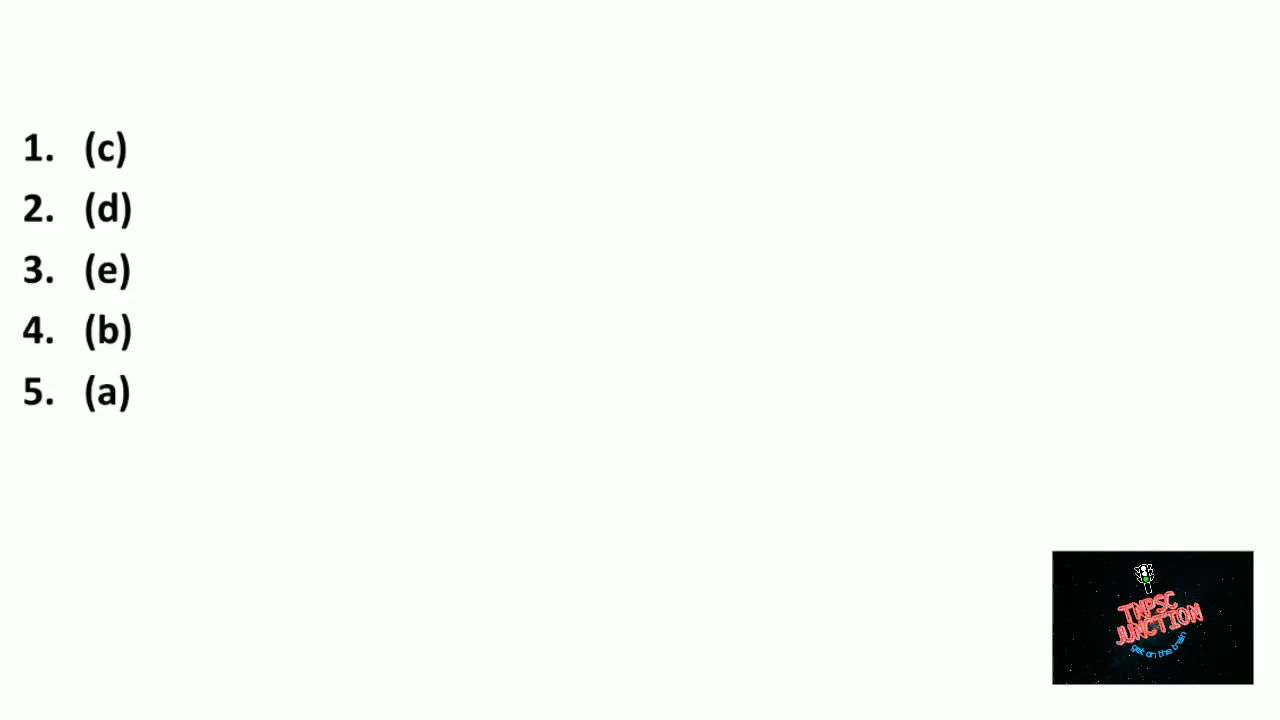 1. (c)
2. (d)
3. (e)
4. (b)
5. (a)
TNPSC
JUNCTION
get on the train